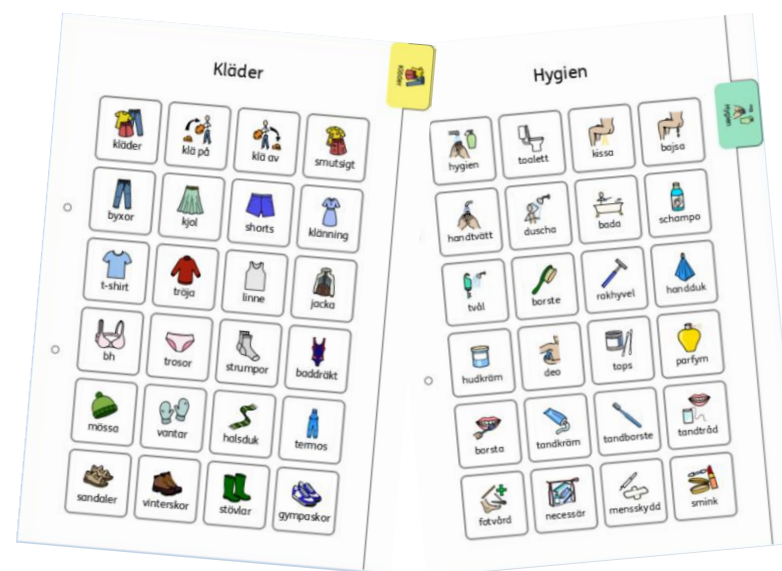 Kläder
Kläder
kläder
klä på
klä av
smutsigt
byxor
kjol
shorts
klänning
t-shirt
tröja
linne
jacka
bh
trosor
strumpor
baddräkt
mössa
vantar
halsduk
termos
sandaler
vinterskor
stövlar
gympaskor
Hygien
Hygien
hygien
toalett
kissa
bajsa
handtvätt
duscha
bada
schampo
tvål
borste
rakhyvel
handduk
hudkräm
deo
tops
parfym
borsta
tandkräm
tandborste
tandtråd
fotvård
necessär
mensskydd
smink